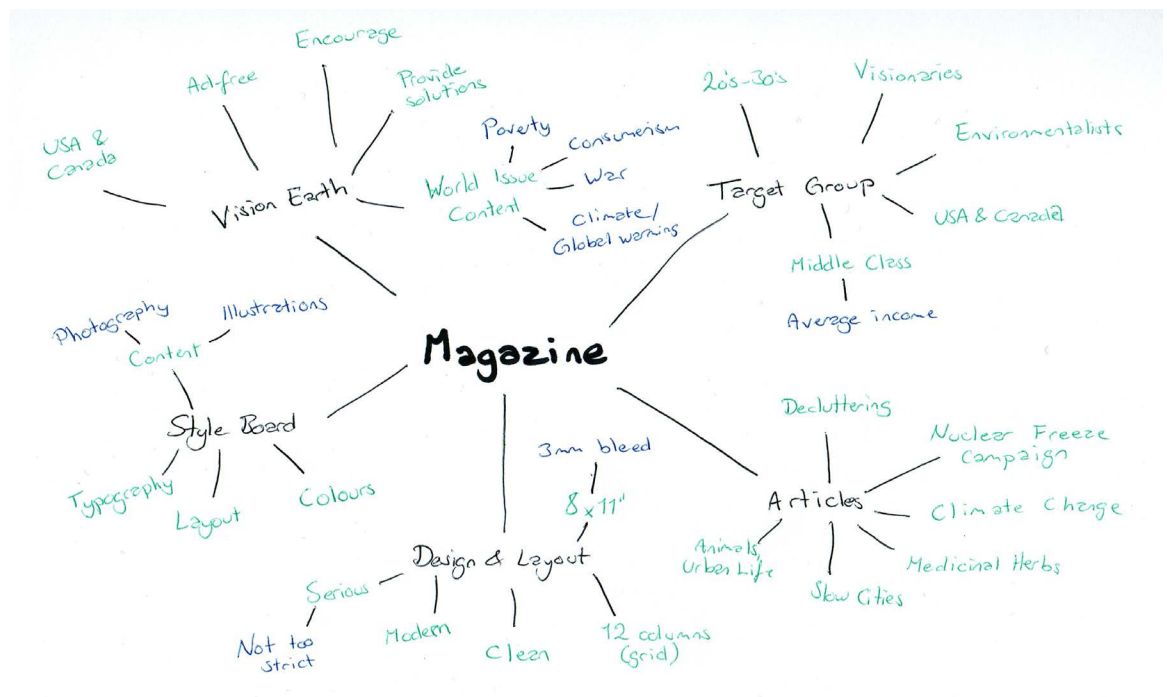 Encourage
Ad-free
Provide
solutions
USA &
Canada
Vision Earth
World Issue
Content
Poverty
Consumerism
War
Climate/
Global warming
20's-30's
Visionaries
Environmentalists
Target Group
USA & Canada
Middle Class
Average income
Magazine
Photography
Illustrations
Content
Style Board
Typography
Layout
Colours
3mm bleed
8x11"
Design & Layout
Serious
Not too
strict
Modern
Clean
12 columns
(grid)
Decluttering
Nuclear Freeze
Campaign
Articles
Climate Change
Medicinal Herbs
Slow Cities
Animals,
Urban Life